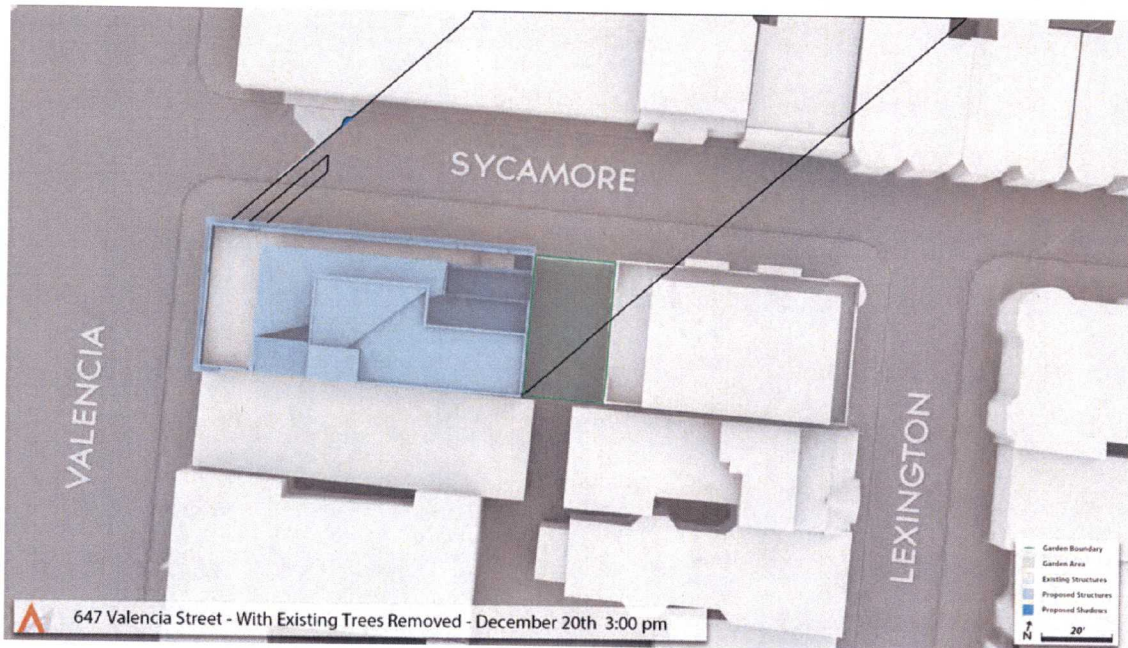 SYCAMORE
VALENCIA
LEXINGTON
Garden Boundary
Garden Area
Existing Structures
Proposed Structures
Proposed Shadows
N
20'
647 Valencia Street - With Existing Trees Removed - December 20th 3:00 pm